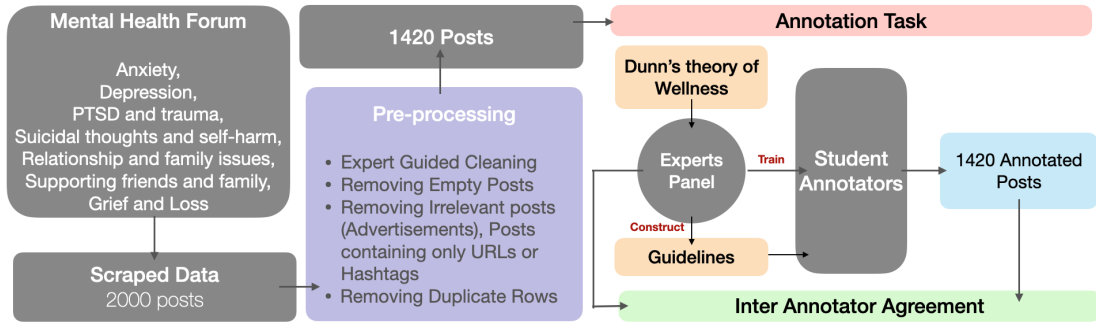 Mental Health Forum
Anxiety,
Depression,
PTSD and trauma,
Suicidal thoughts and self-harm,
Relationship and family issues,
Supporting friends and family,
Grief and Loss
Scraped Data
2000 posts
1420 Posts
Pre-processing
• Expert Guided Cleaning
• Removing Empty Posts
• Removing Irrelevant posts
(Advertisements), Posts
containing only URLs or
Hashtags
• Removing Duplicate Rows
Annotation Task
Dunn's theory of
Wellness
Experts
Panel
Train
Construct
Guidelines
Student
Annotators
1420 Annotated
Posts
Inter Annotator Agreement